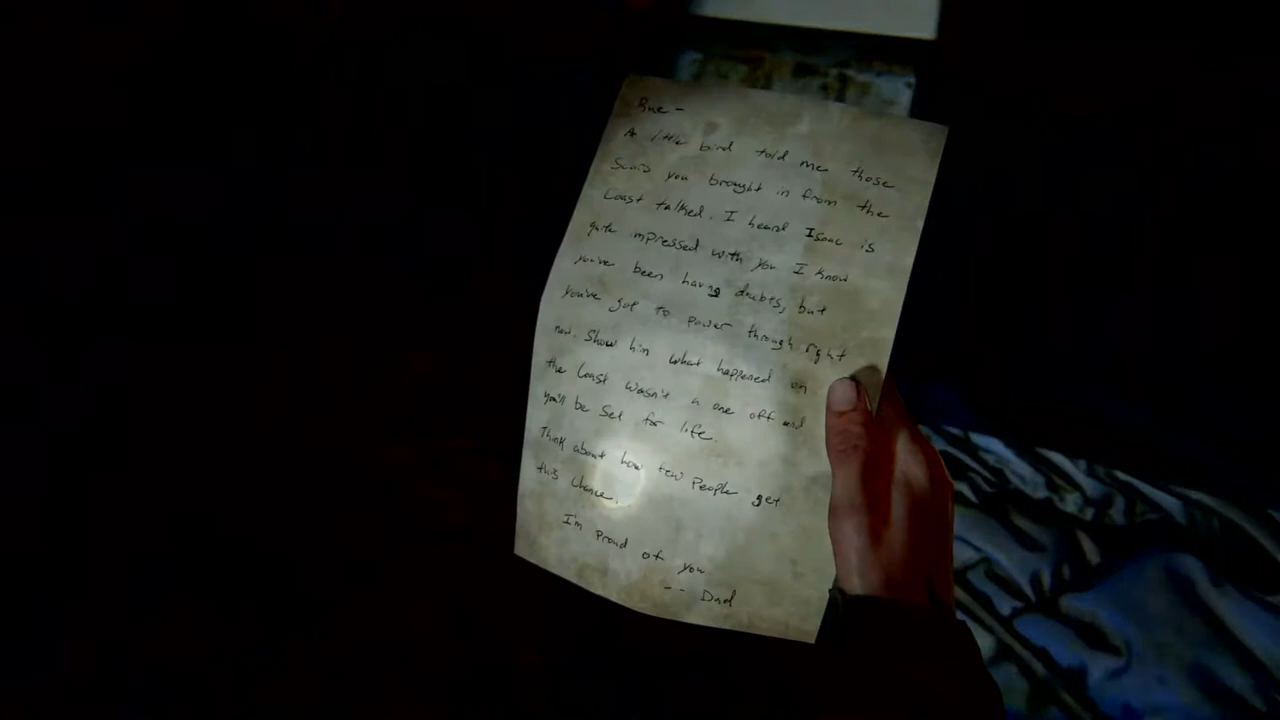 Rue -
A little bird told me those
Scars you brought in from the
Coast talked. I heard Isaac is
quite impressed with you I know
you've been having doubts, but
you've got to power through right
now. Show him what happened on
the Coast wasn't a one off and
you'll be set for life.
Think about how few people get
this chance.
I'm proud of you
-- Dad